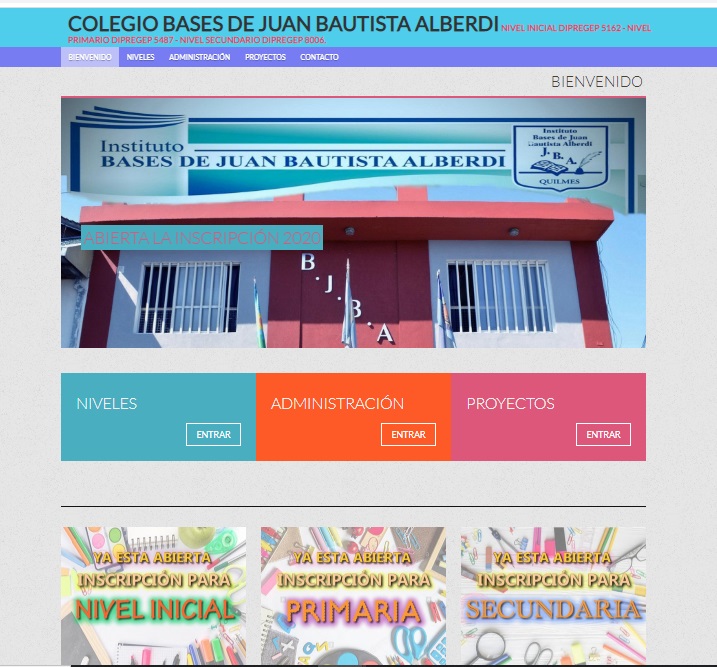 COLEGIO BASES DE JUAN BAUTISTA ALBERDI NIVEL INICIAL DIPREGEP 5162 - NIVEL
PRIMARIO DIPREGEP 5487 - NIVEL SECUNDARIO DIPREGEP 8006.
BIENVENIDO NIVELES ADMINISTRACIÓN PROYECTOS CONTACTO
BIENVENIDO
Instituto
BASES DE JUAN BAUTISTA ALBERDI
Instituto
Bases de Juan
Bautista Alberdi
J.B.A.
QUILMES
ABIERTA LA INSCRIPCIÓN 2020
B.J.B.A
NIVELES
ENTRAR
ADMINISTRACIÓN
ENTRAR
PROYECTOS
ENTRAR
YA ESTA ABIERTA
INSCRIPCIÓN PARA
NIVEL INICIAL
YA ESTA ABIERTA
INSCRIPCIÓN PARA
PRIMARIA
YA ESTA ABIERTA
INSCRIPCIÓN PARA
SECUNDARIA